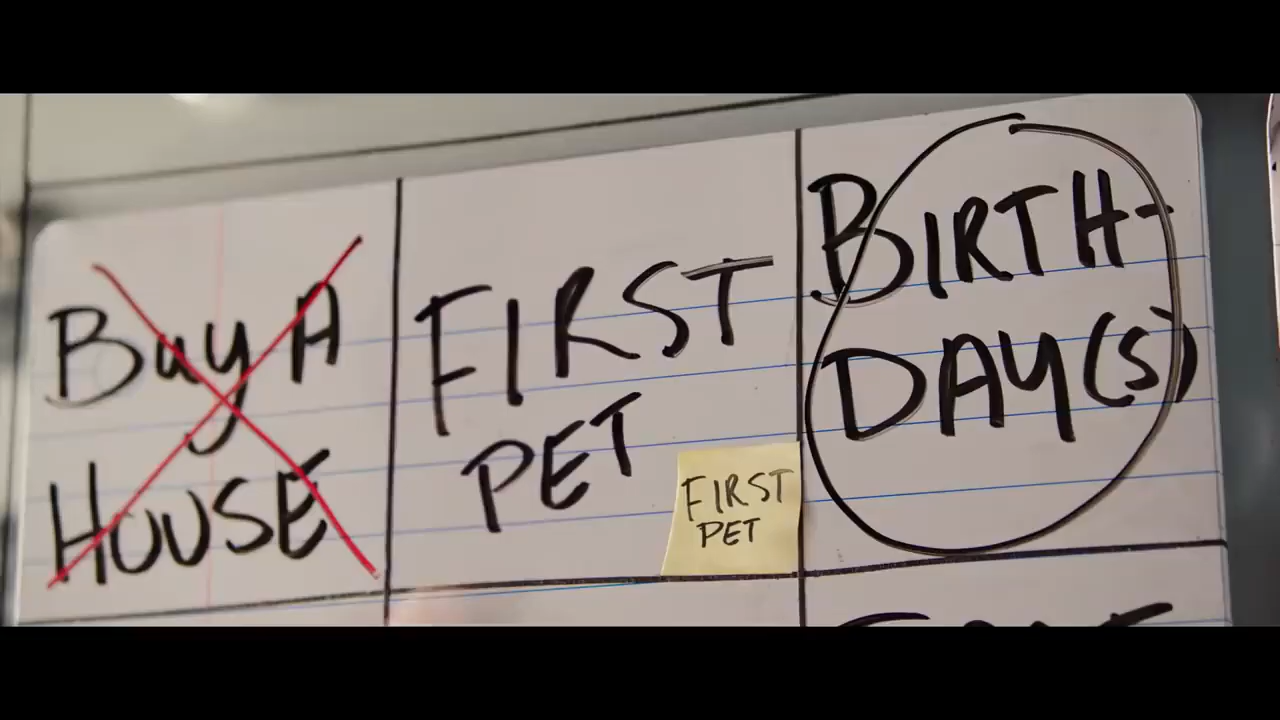 Buy A
HOUSE
FIRST
PET
FIRST
PET
BIRTH-
DAY(S)